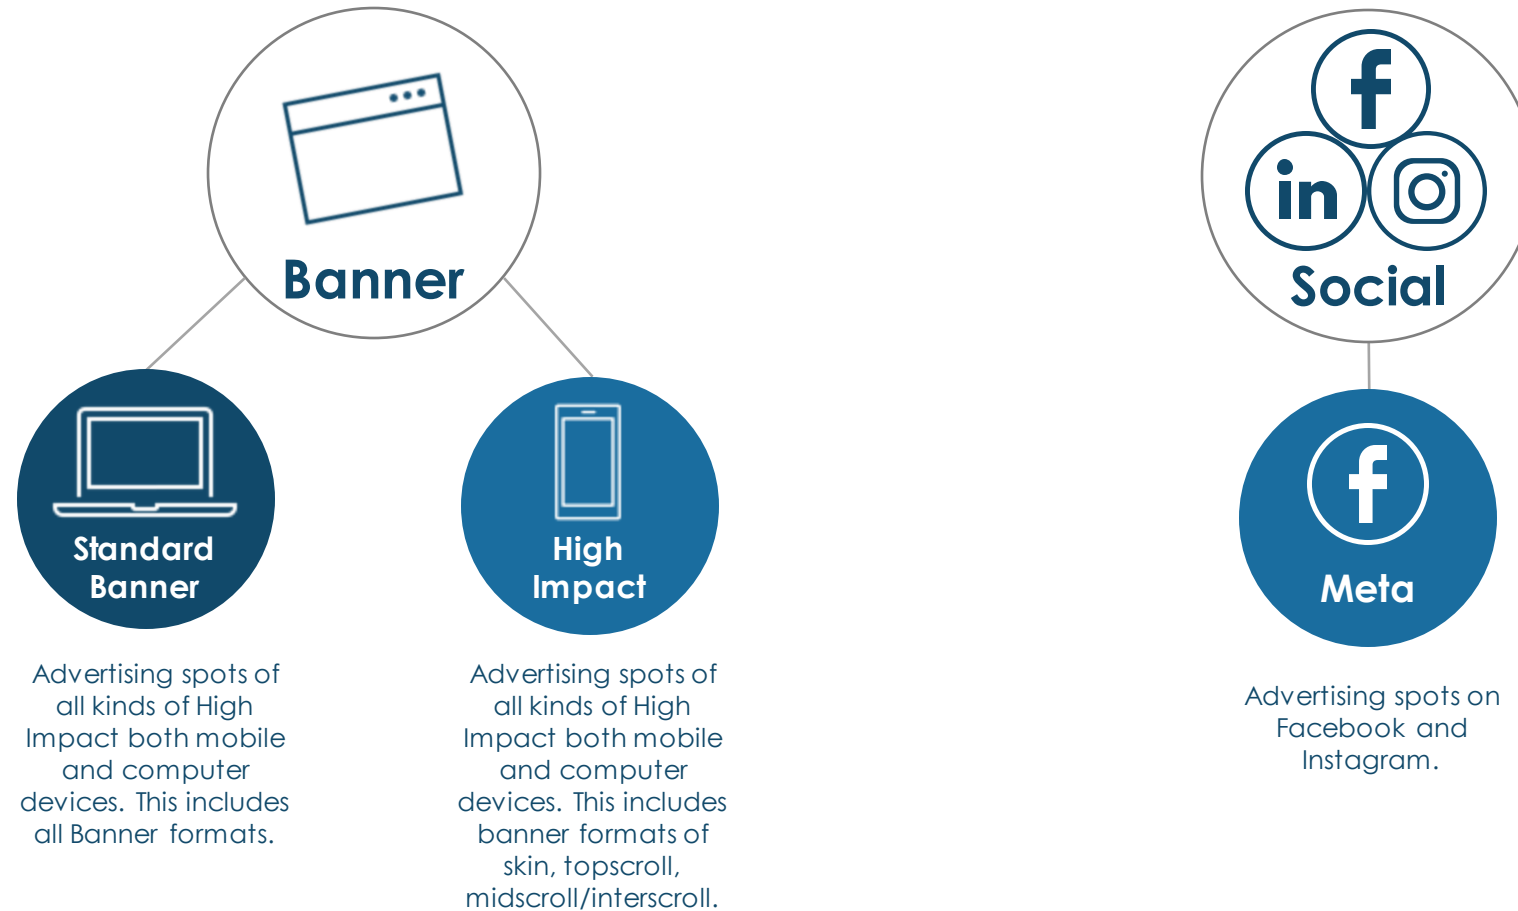 Banner
Social
Standard
Banner
High
Impact
Meta
Advertising spots of
all kinds of High
Impact both mobile
and computer
devices. This includes
all Banner formats.
Advertising spots of
all kinds of High
Impact both mobile
and computer
devices. This includes
banner formats of
skin, topscroll,
midscroll/interscroll.
Advertising spots on
Facebook and
Instagram.